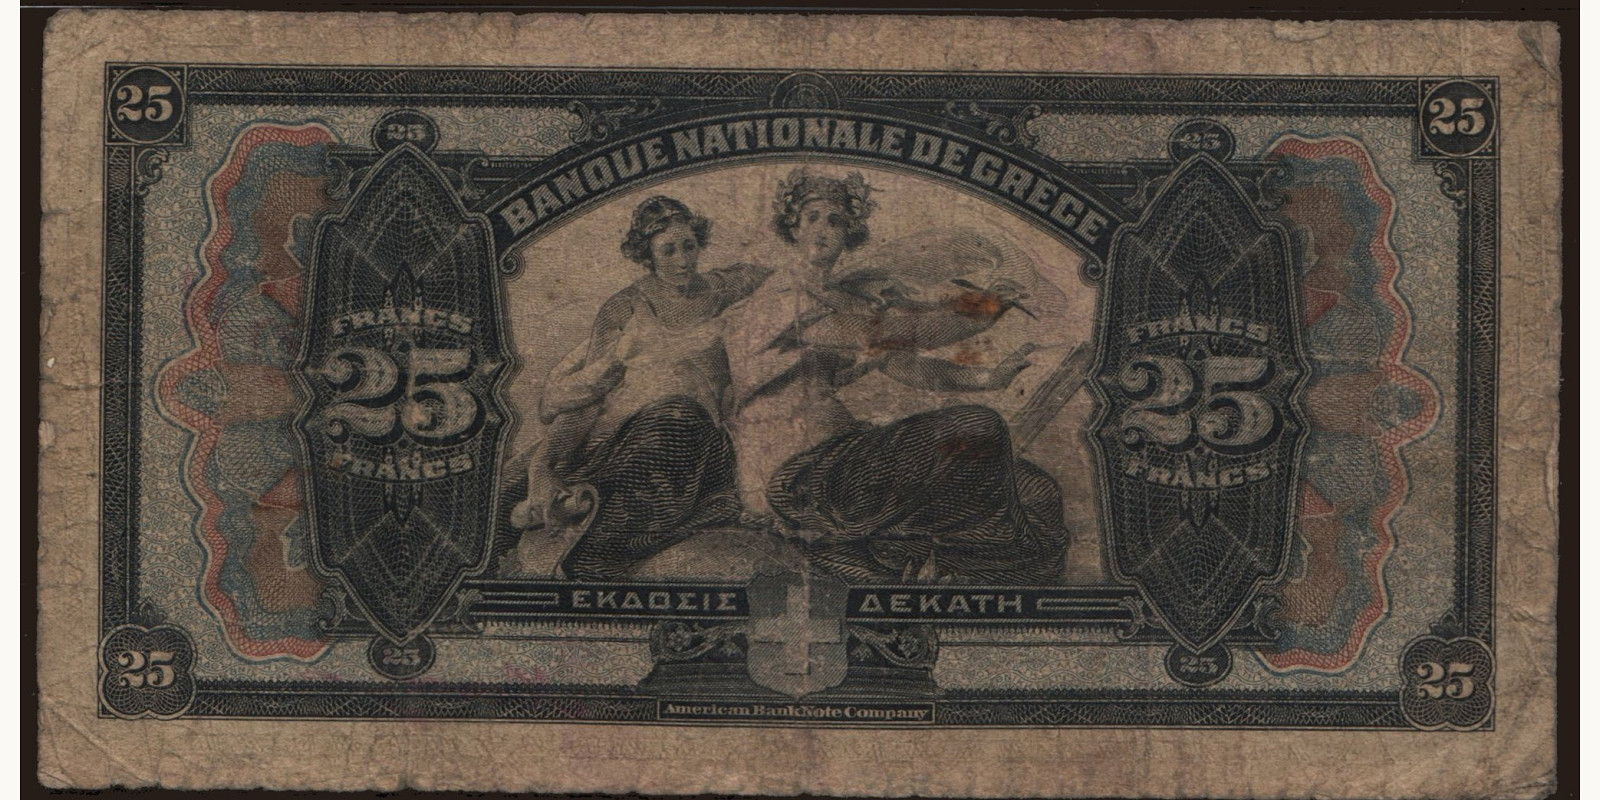 25 25
25 25
BANQUE NATIONALE DE GRECE
FRANCS FRANCS
25 25
FRANCS FRANCS
ΕΚΔΟΣΙΣ ΔΕΚΑΤΗ
25 25
25 25
American Bank Note Company